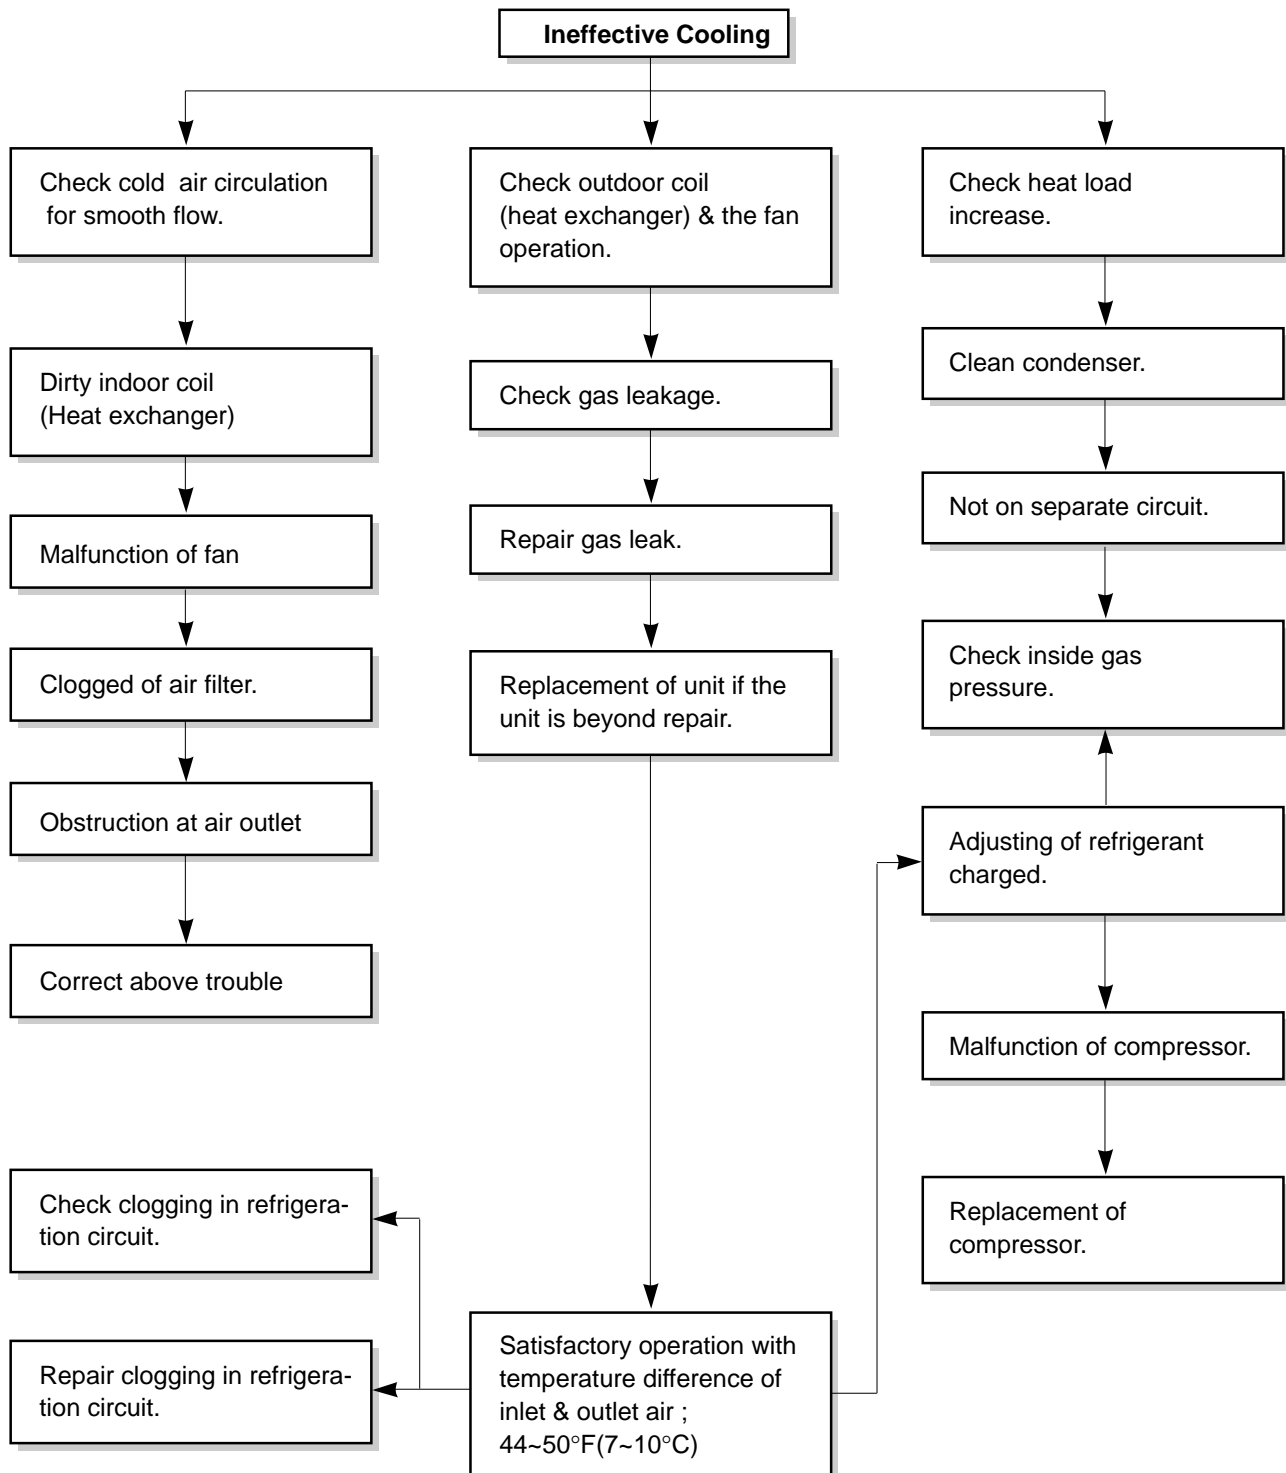 Ineffective Cooling
Check cold air circulation
for smooth flow.
Dirty indoor coil
(Heat exchanger)
Malfunction of fan
Clogged of air filter.
Obstruction at air outlet
Correct above trouble
Check clogging in refrigera-
tion circuit.
Repair clogging in refrigera-
tion circuit.
Check outdoor coil
(heat exchanger) & the fan
operation.
Check gas leakage.
Repair gas leak.
Replacement of unit if the
unit is beyond repair.
Satisfactory operation with
temperature difference of
inlet & outlet air ;
44~50°F(7~10°C)
Check heat load
increase.
Clean condenser.
Not on separate circuit.
Check inside gas
pressure.
Adjusting of refrigerant
charged.
Malfunction of compressor.
Replacement of
compressor.